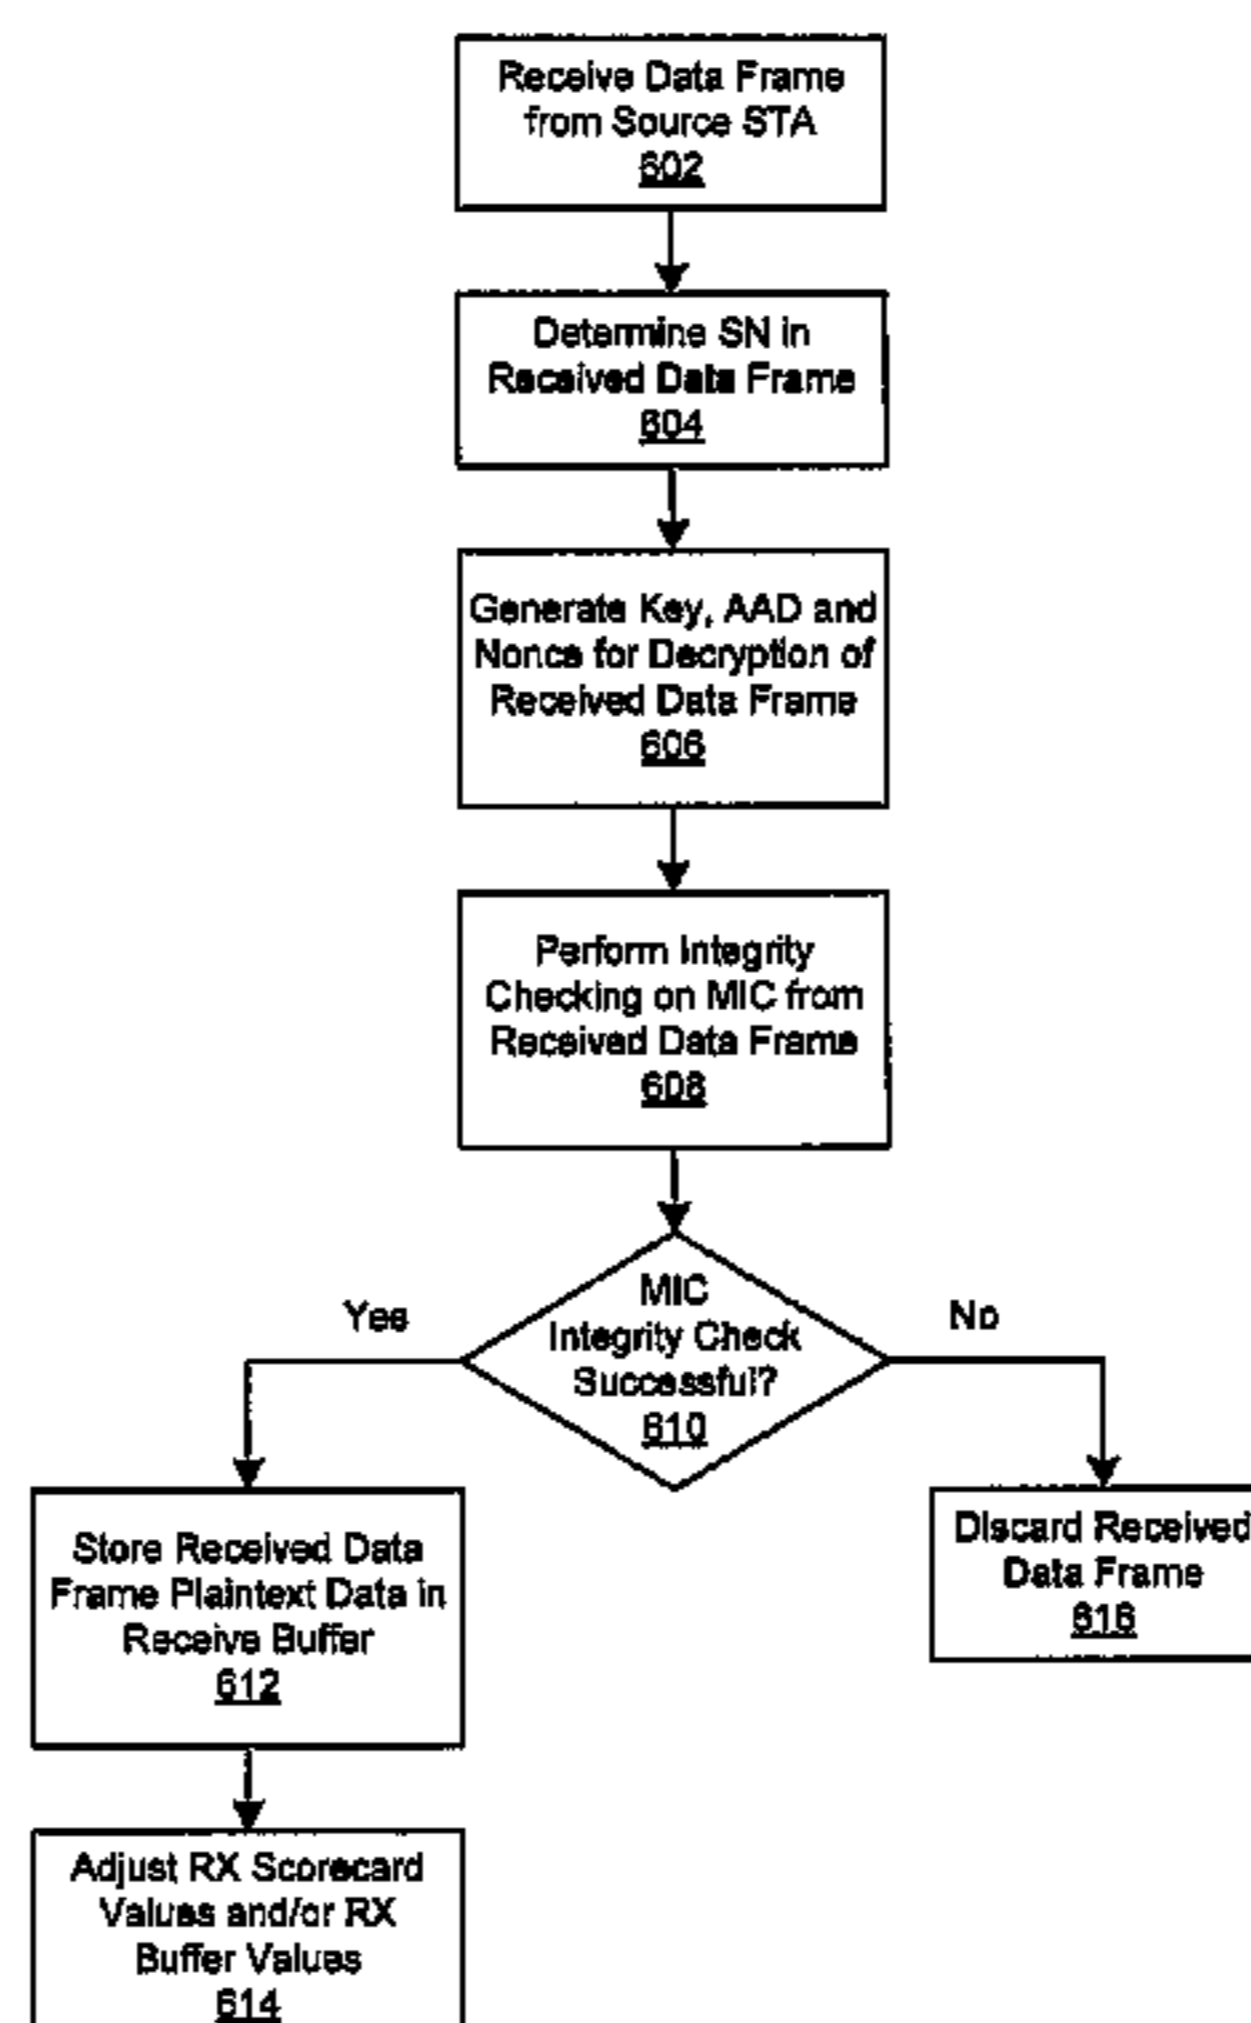 Receive Data Frame
from Source STA
602
Determine SN in
Received Data Frame
604
Generate Key, AAD and
Nonce for Decryption of
Received Data Frame
606
Perform Integrity
Checking on MIC from
Received Data Frame
608
MIC
Integrity Check
Successful?
610
Yes
No
Store Received Data
Frame Plaintext Data in
Receive Buffer
612
Discard Received
Data Frame
616
Adjust RX Scorecard
Values and/or RX
Buffer Values
614